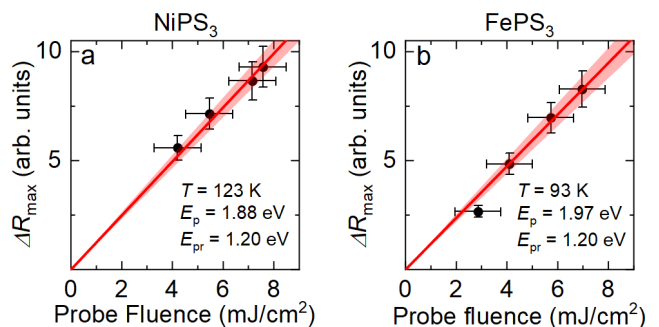 NiPS3
FePS3
a
b
10
5
ΔRmax (arb. units)
T = 123 K
Ep = 1.88 eV
Epr = 1.20 eV
0 2 4 6 8
Probe Fluence (mJ/cm²)
10
5
ΔRmax (arb. units)
T = 93 K
Ep = 1.97 eV
Epr = 1.20 eV
0 2 4 6 8
Probe fluence (mJ/cm²)